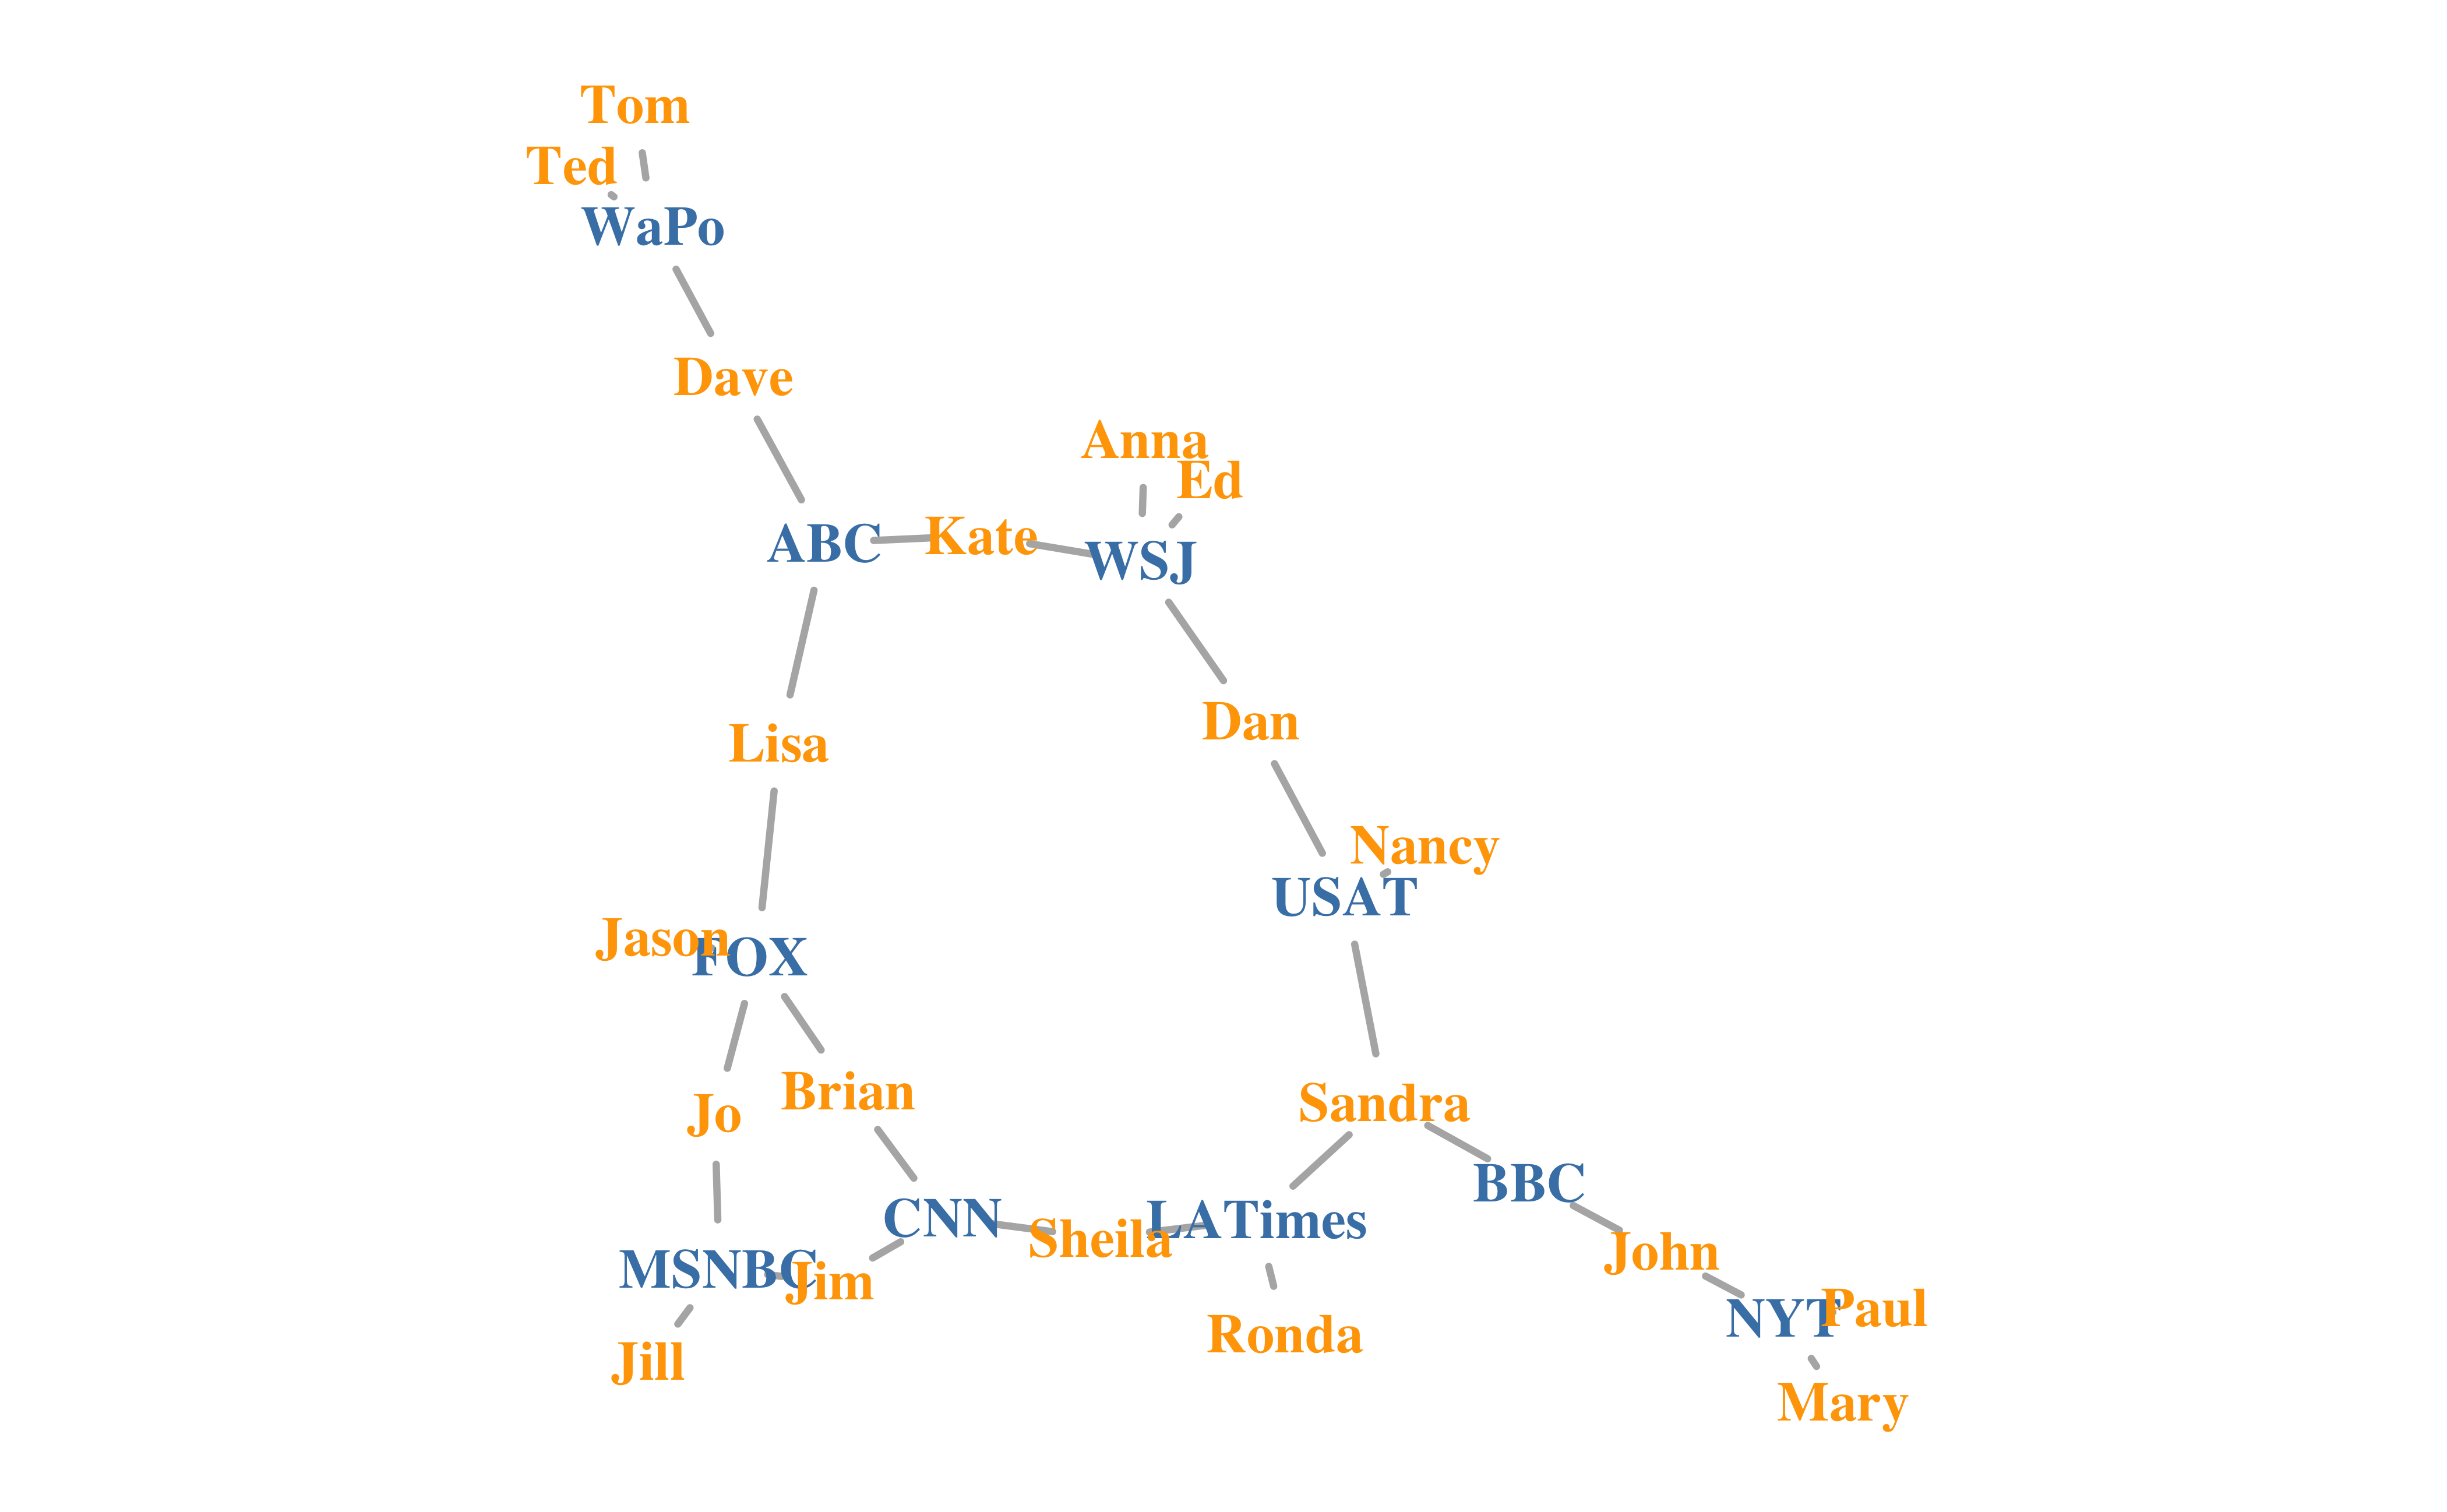 Tom
Ted
WaPo
Dave
Anna
Ed
ABC
Kate
WSJ
Dan
Lisa
Nancy
USAT
Jason
FOX
Brian
Sandra
Jo
BBC
CNN
LATimes
Sheila
John
MSNBC
Jim
Paul
NYT
Ronda
Jill
Mary